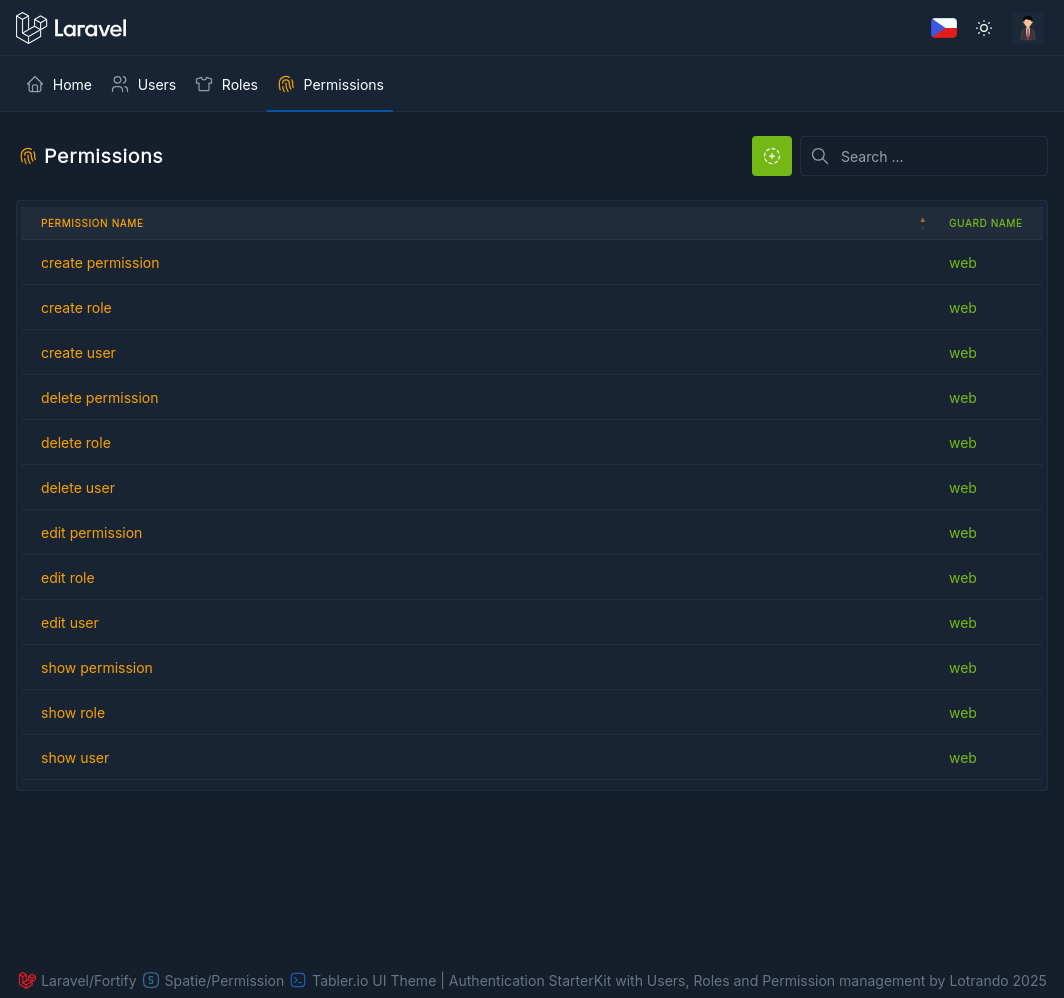 Laravel
Home Users Roles Permissions
Permissions
Search ...
PERMISSION NAME GUARD NAME
create permission web
create role web
create user web
delete permission web
delete role web
delete user web
edit permission web
edit role web
edit user web
show permission web
show role web
show user web
Laravel/Fortify S Spatie/Permission Tabler.io UI Theme | Authentication StarterKit with Users, Roles and Permission management by Lotrando 2025